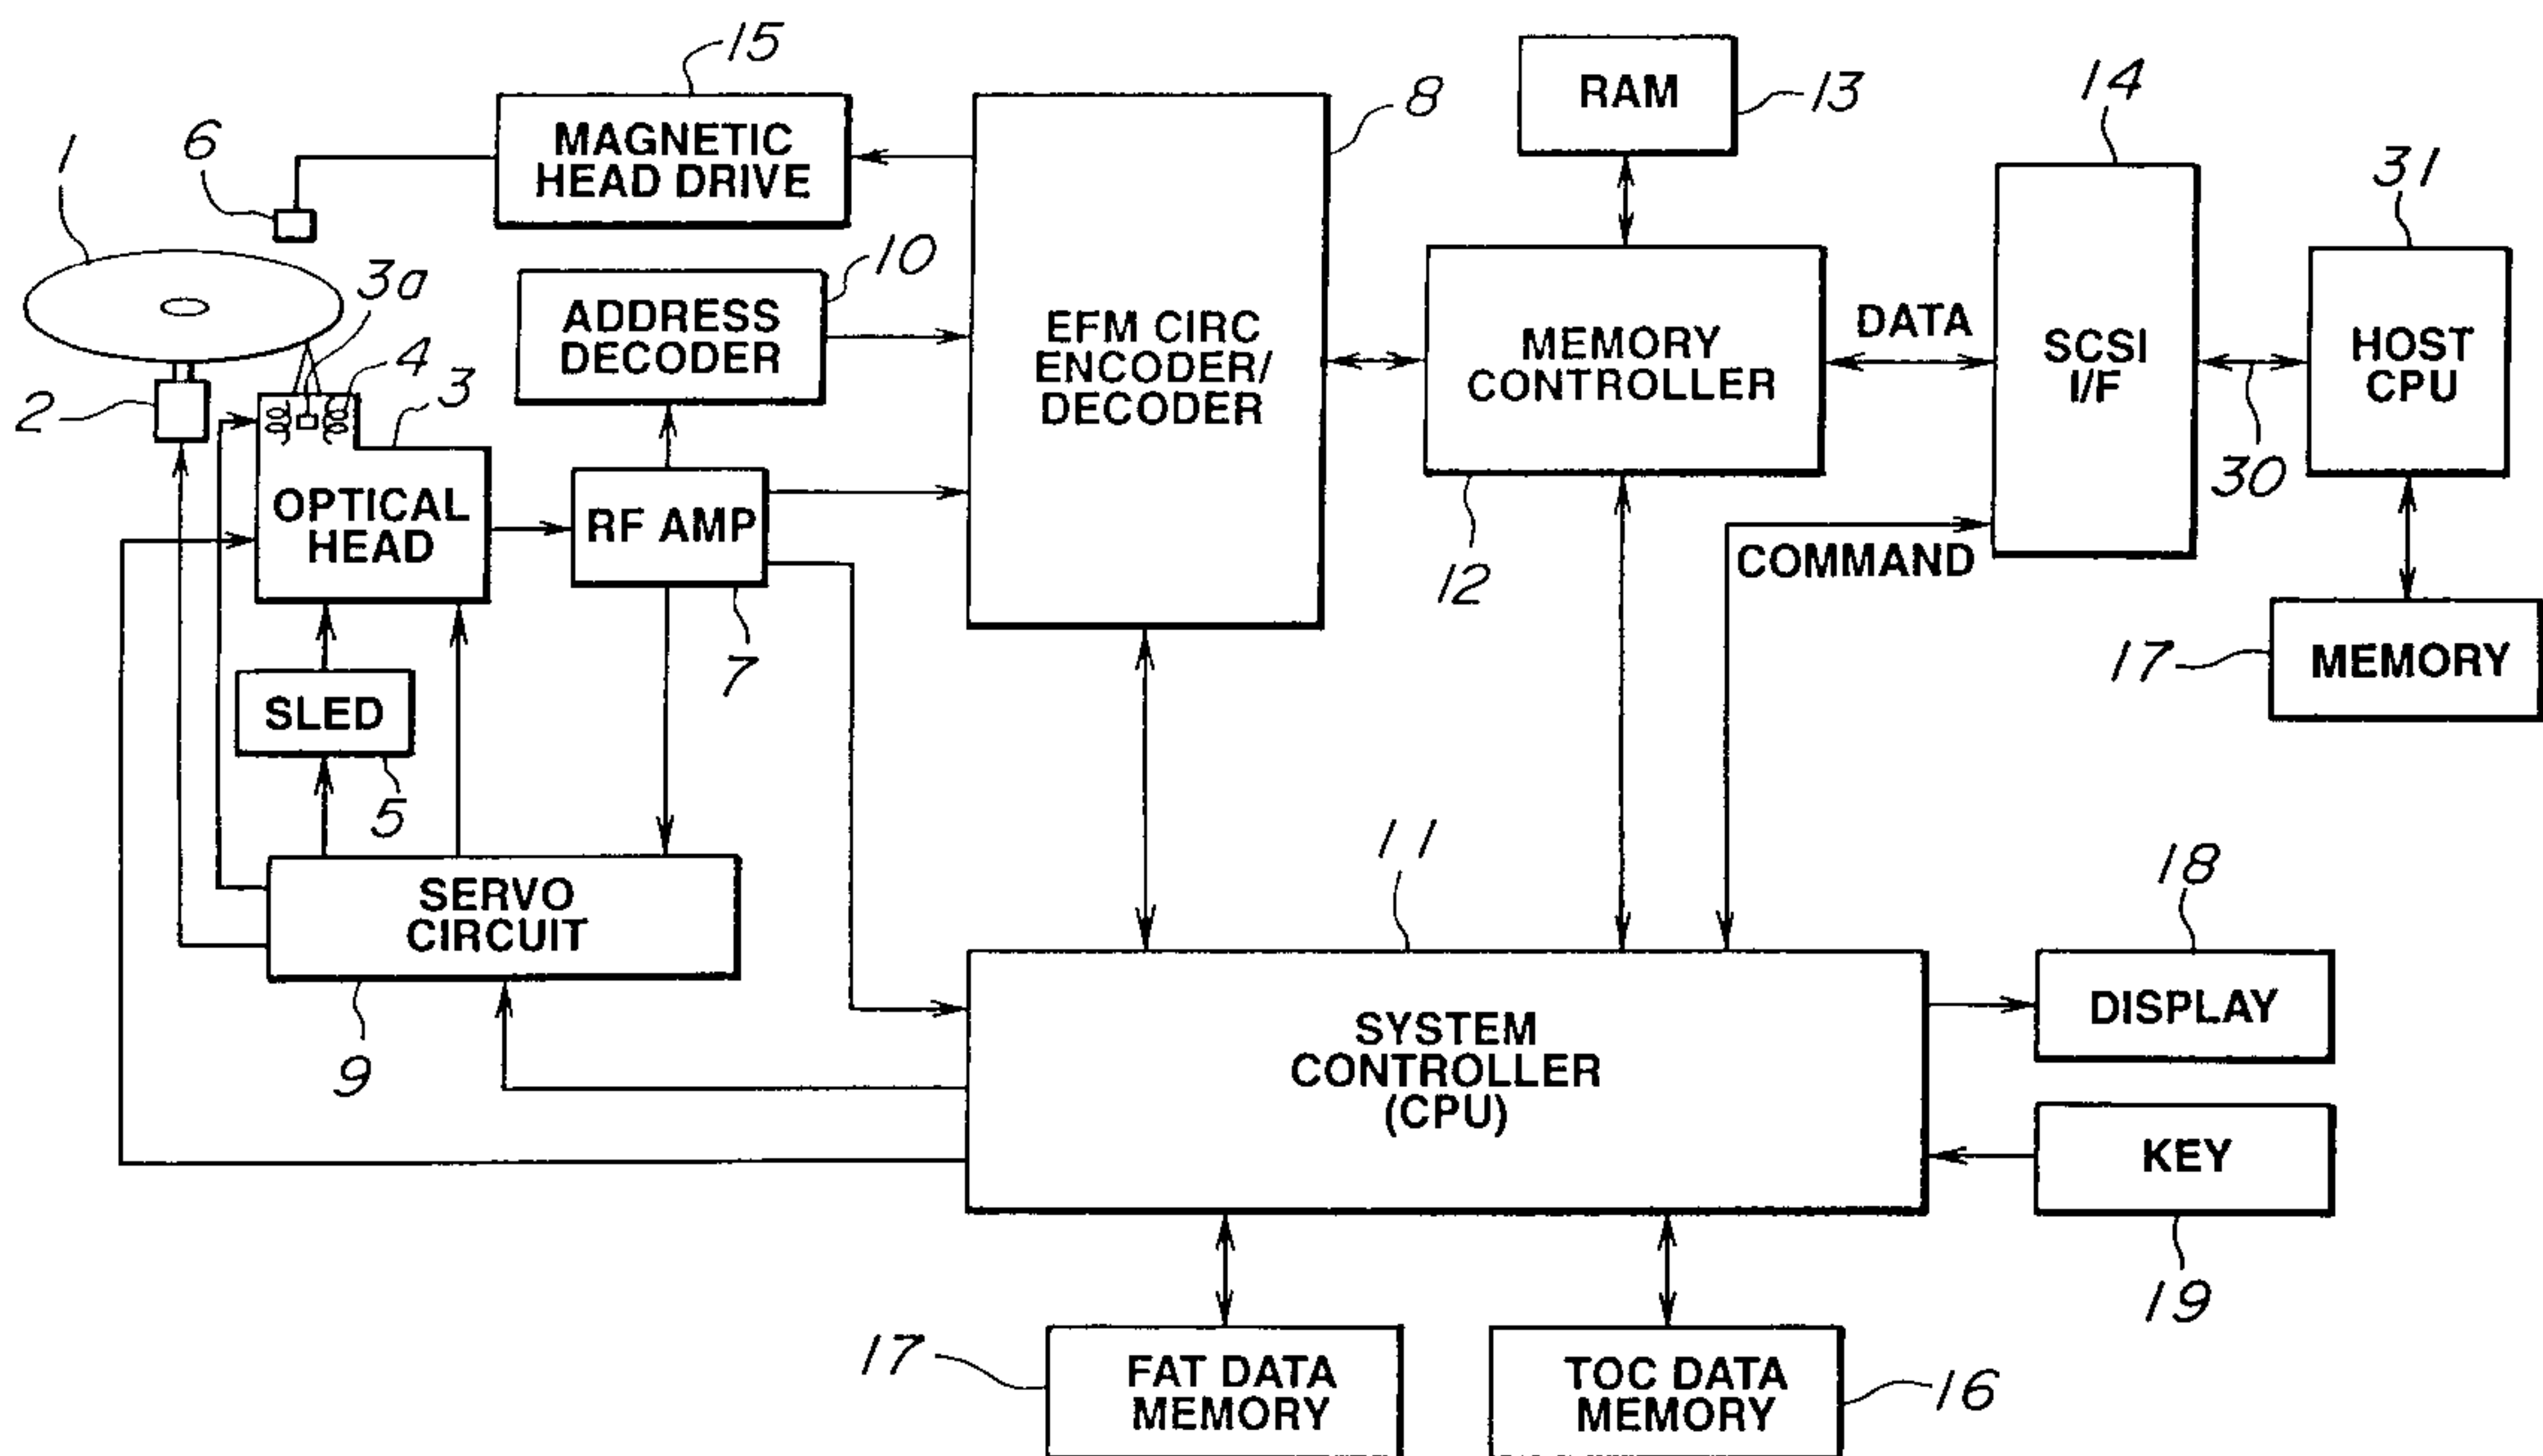 15
MAGNETIC
HEAD DRIVE
6
1
3a
4
3
2
10
ADDRESS
DECODER
8
EFM CIRC
ENCODER/
DECODER
RAM
13
MEMORY
CONTROLLER
12
DATA
COMMAND
14
SCSI
I/F
30
31
HOST
CPU
17
MEMORY
OPTICAL
HEAD
RF AMP
7
SLED
5
SERVO
CIRCUIT
9
11
SYSTEM
CONTROLLER
(CPU)
18
DISPLAY
KEY
19
17
FAT DATA
MEMORY
TOC DATA
MEMORY
16